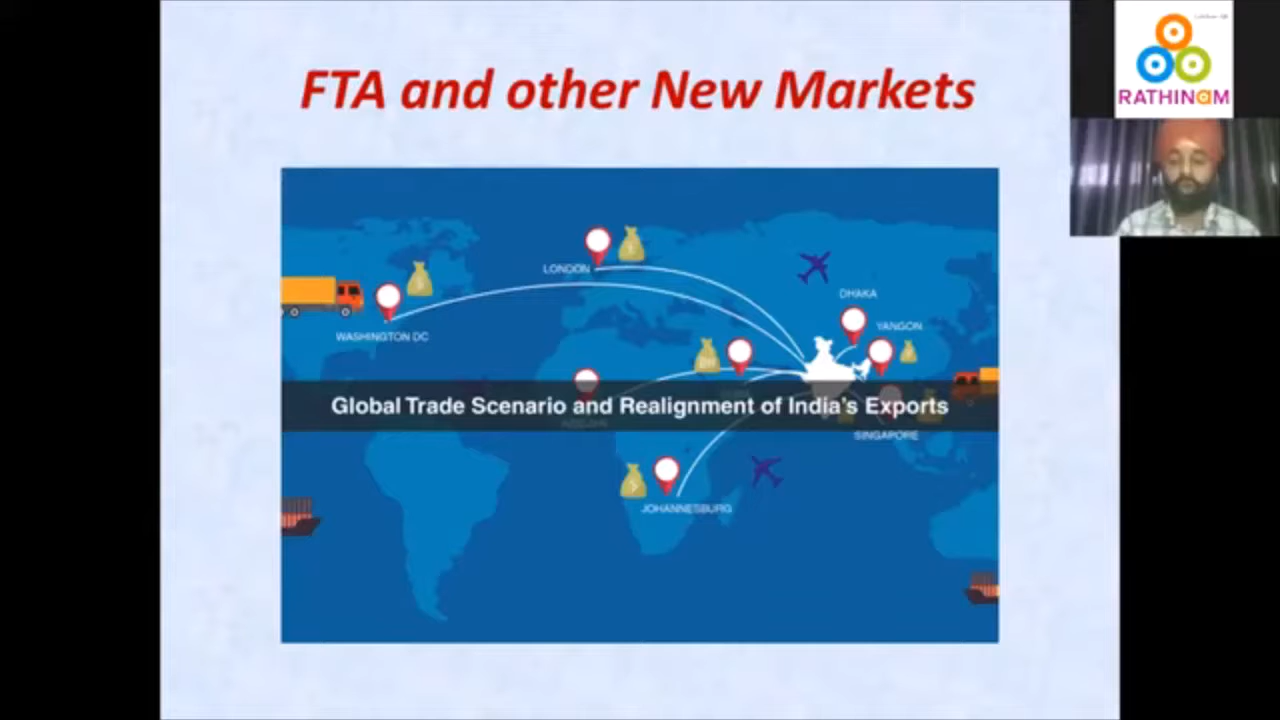 FTA and other New Markets
RATHINaM
LONDON
DHAKA
YANGON
WASHINGTON DC
Global Trade Scenario and Realignment of India's Exports
SINGAPORE
JOHANNESBURG